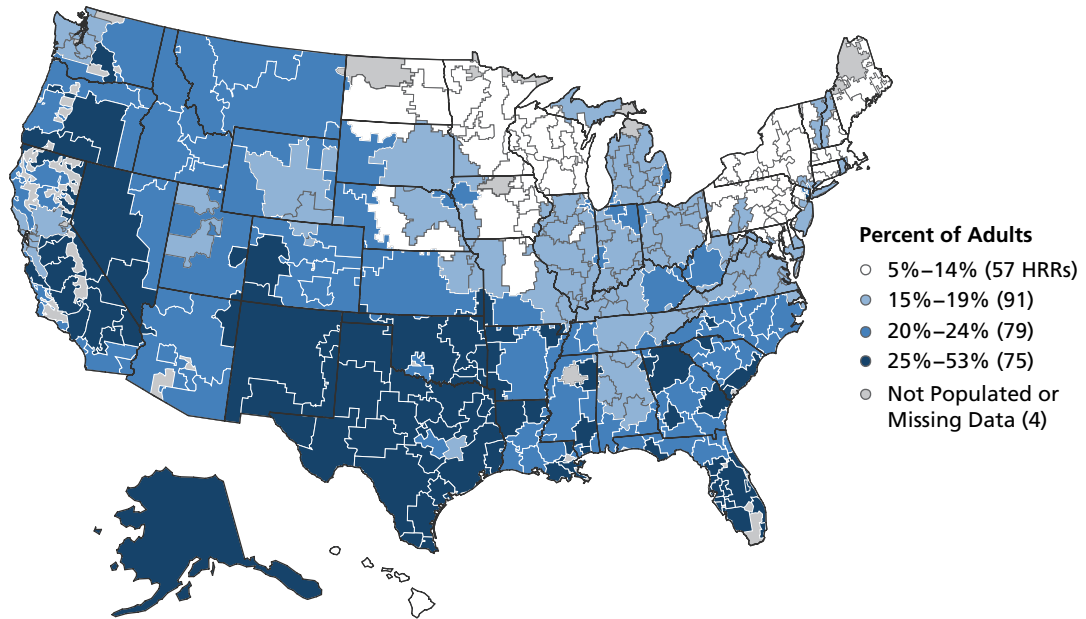 Percent of Adults
5%–14% (57 HRRs)
15%–19% (91)
20%–24% (79)
25%–53% (75)
Not Populated or
Missing Data (4)